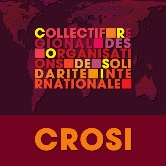 COLLECTIF RE
GIONAL DES
ORGANISATI
ONS DE SOLI
DARITE INTE
RNATIONALE
CROSI